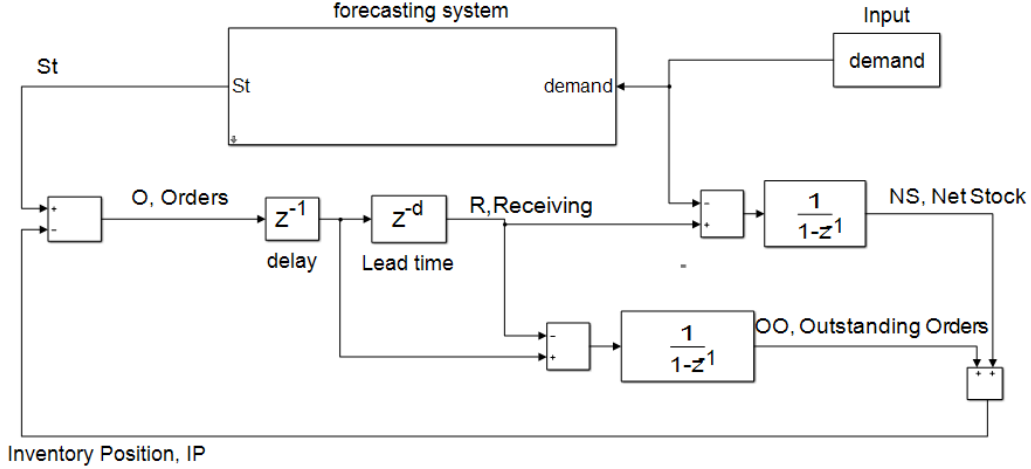 forecasting system
Input
St
St
demand
demand
+
−
O, Orders
z-1
delay
z-d
Lead time
R,Receiving
−
+
1
1-z1
NS, Net Stock
−
+
1
1-z1
OO, Outstanding Orders
+ +
Inventory Position, IP